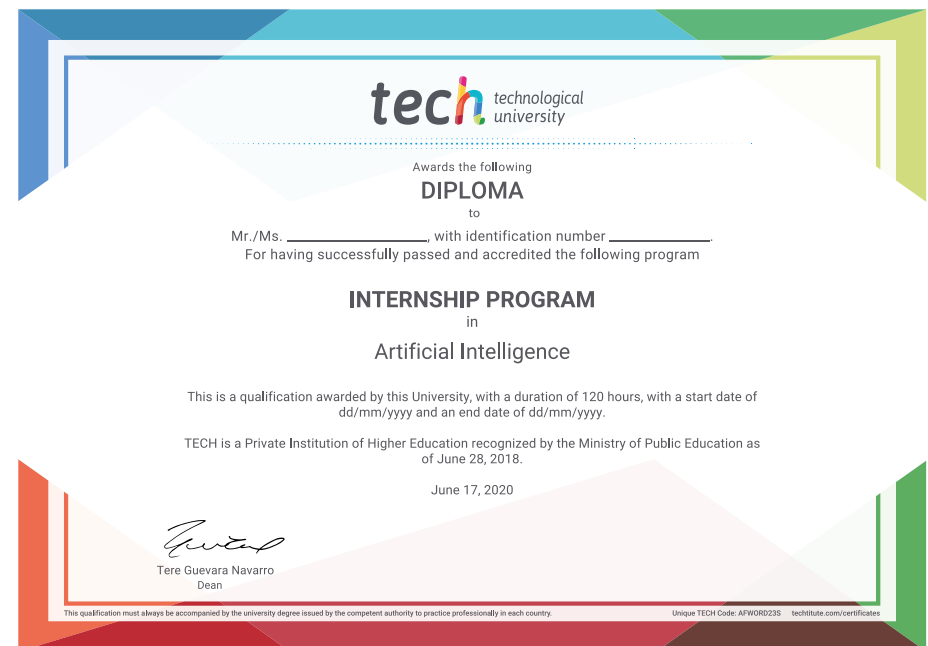 tech technological
university
Awards the following
DIPLOMA
to
Mr./Ms. ____________________, with identification number ______________.
For having successfully passed and accredited the following program
INTERNSHIP PROGRAM
in
Artificial Intelligence
This is a qualification awarded by this University, with a duration of 120 hours, with a start date of
dd/mm/yyyy and an end date of dd/mm/yyyy.
TECH is a Private Institution of Higher Education recognized by the Ministry of Public Education as
of June 28, 2018.
June 17, 2020
Tere Guevara Navarro
Dean
This qualification must always be accompanied by the university degree issued by the competent authority to practice professionally in each country.
Unique TECH Code: AFWORD23S techtitute.com/certificates